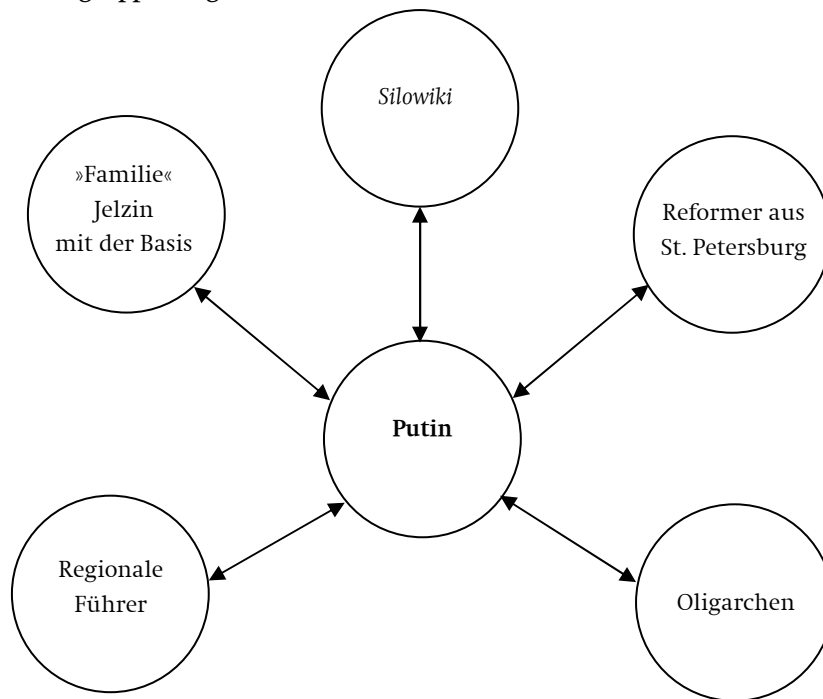 Silowiki
»Familie«
Jelzin
mit der Basis
Reformer aus
St. Petersburg
Putin
Regionale
Führer
Oligarchen